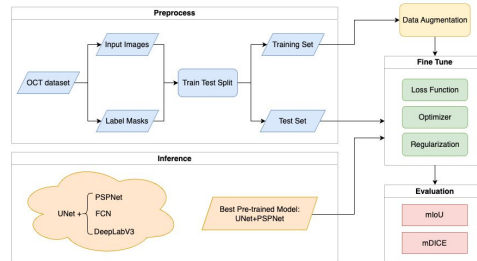 Preprocess
Input Images
Training Set
Data Augmentation
OCT dataset
Train Test Split
Label Masks
Test Set
Fine Tune
Loss Function
Optimizer
Regularization
Inference
PSPNet
UNet +
FCN
DeepLabV3
Best Pre-trained Model:
UNet+PSPNet
Evaluation
mIoU
mDICE